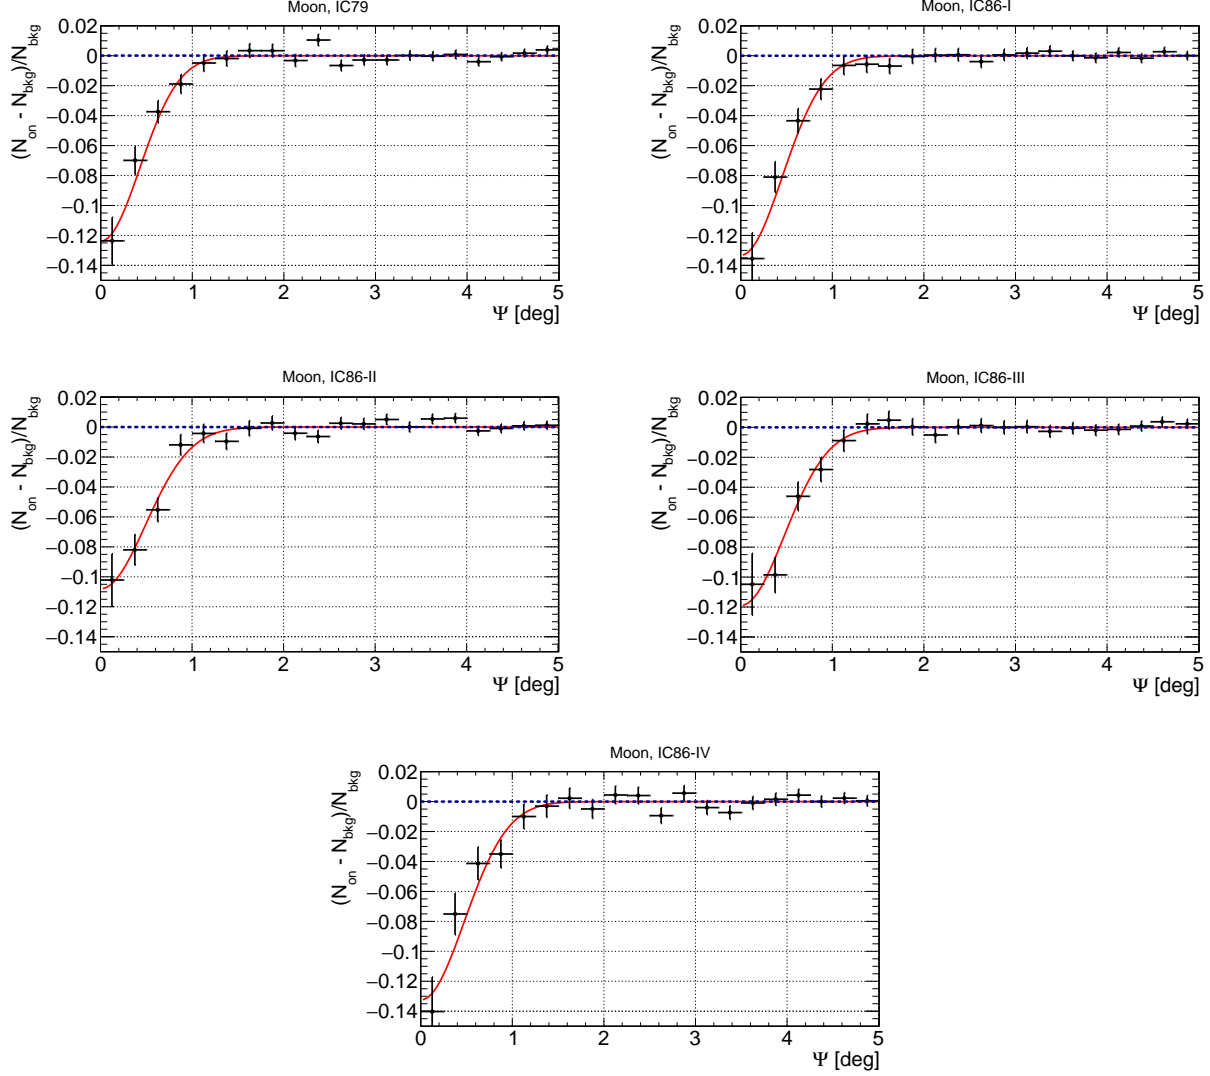 Moon, IC79
(N_on - N_bkg)/N_bkg
0.02
0
−0.02
−0.04
−0.06
−0.08
−0.1
−0.12
−0.14
0 1 2 3 4 5
Ψ [deg]
Moon, IC86-I
(N_on - N_bkg)/N_bkg
0.02
0
−0.02
−0.04
−0.06
−0.08
−0.1
−0.12
−0.14
0 1 2 3 4 5
Ψ [deg]
Moon, IC86-II
(N_on - N_bkg)/N_bkg
0.02
0
−0.02
−0.04
−0.06
−0.08
−0.1
−0.12
−0.14
0 1 2 3 4 5
Ψ [deg]
Moon, IC86-III
(N_on - N_bkg)/N_bkg
0.02
0
−0.02
−0.04
−0.06
−0.08
−0.1
−0.12
−0.14
0 1 2 3 4 5
Ψ [deg]
Moon, IC86-IV
(N_on - N_bkg)/N_bkg
0.02
0
−0.02
−0.04
−0.06
−0.08
−0.1
−0.12
−0.14
0 1 2 3 4 5
Ψ [deg]